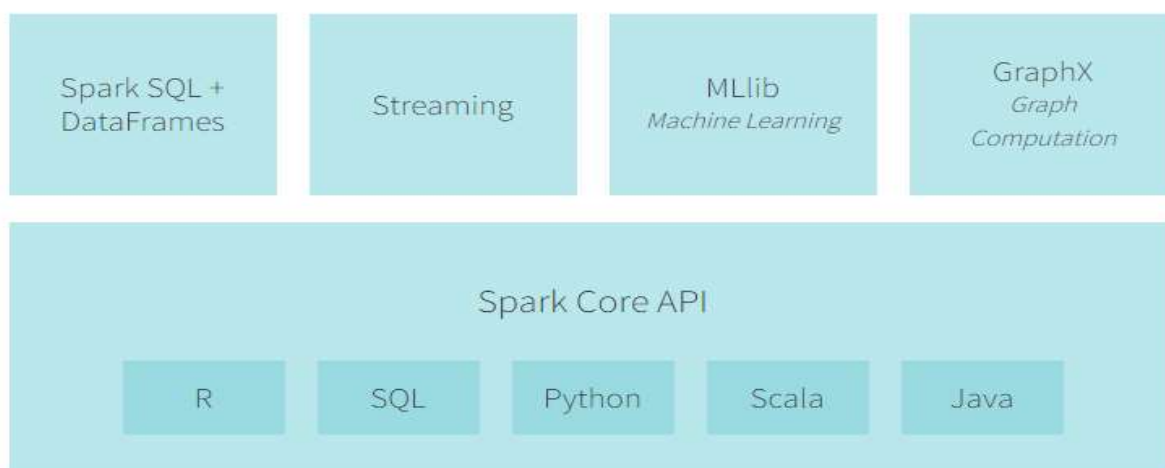 Spark SQL +
DataFrames
Streaming
MLlib
Machine Learning
GraphX
Graph
Computation
Spark Core API
R
SQL
Python
Scala
Java